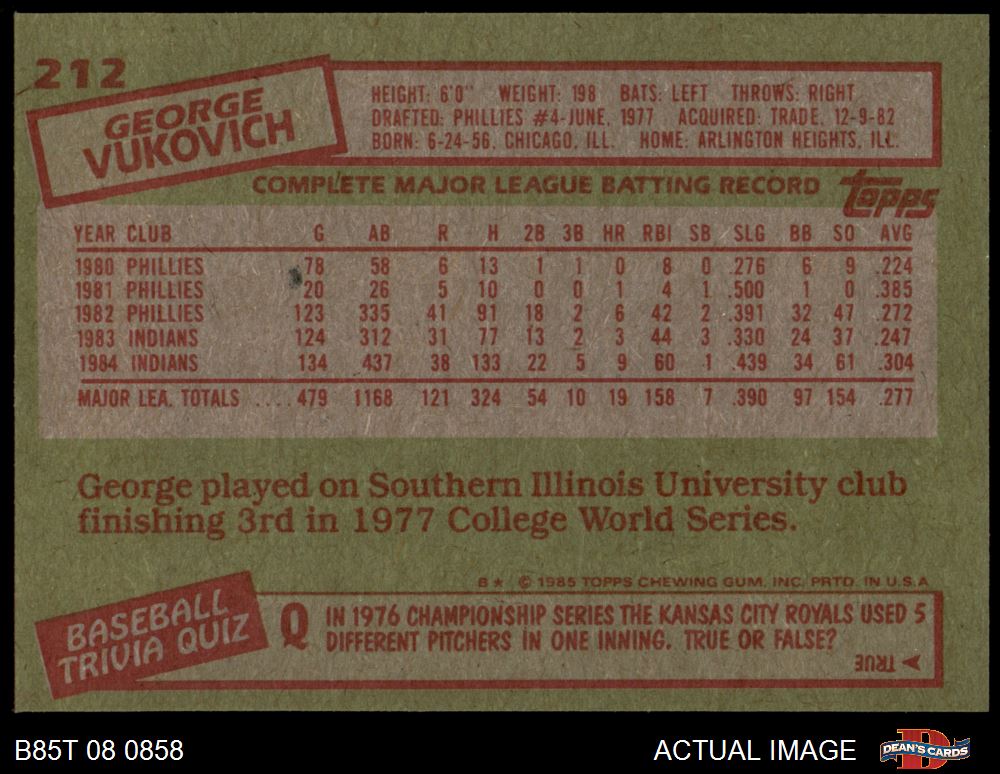 212
GEORGE
VUKOVICH
HEIGHT: 6'0" WEIGHT: 198 BATS: LEFT THROWS: RIGHT
DRAFTED: PHILLIES #4-JUNE, 1977 ACQUIRED: TRADE, 12-9-82
BORN: 6-24-56, CHICAGO, ILL. HOME: ARLINGTON HEIGHTS, ILL.
COMPLETE MAJOR LEAGUE BATTING RECORD
topps
YEAR CLUB G AB R H 2B 3B HR RBI SB SLG BB SO AVG
1980 PHILLIES 78 58 6 13 1 1 0 8 0 .276 6 9 .224
1981 PHILLIES 20 26 5 10 0 0 1 4 1 .500 1 0 .385
1982 PHILLIES 123 335 41 91 18 2 6 42 2 .391 32 47 .272
1983 INDIANS 124 312 31 77 13 2 3 44 3 .330 24 37 .247
1984 INDIANS 134 437 38 133 22 5 9 60 1 .439 34 61 .304
MAJOR LEA. TOTALS .... 479 1168 121 324 54 10 19 158 7 .390 97 154 .277
George played on Southern Illinois University club
finishing 3rd in 1977 College World Series.
B★ © 1985 TOPPS CHEWING GUM, INC. PRTD. IN U.S.A
BASEBALL
TRIVIA QUIZ
Q IN 1976 CHAMPIONSHIP SERIES THE KANSAS CITY ROYALS USED 5
DIFFERENT PITCHERS IN ONE INNING. TRUE OR FALSE?
TRUE
B85T 08 0858
ACTUAL IMAGE
DEAN'S CARDS